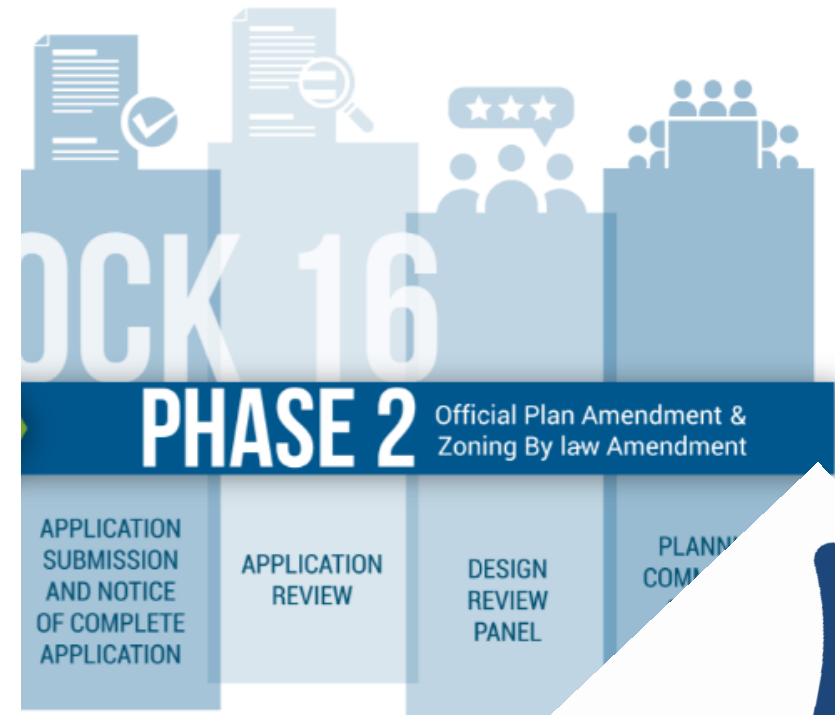 OCK 16
PHASE 2
Official Plan Amendment &
Zoning By law Amendment
APPLICATION
SUBMISSION
AND NOTICE
OF COMPLETE
APPLICATION
APPLICATION
REVIEW
DESIGN
REVIEW
PANEL